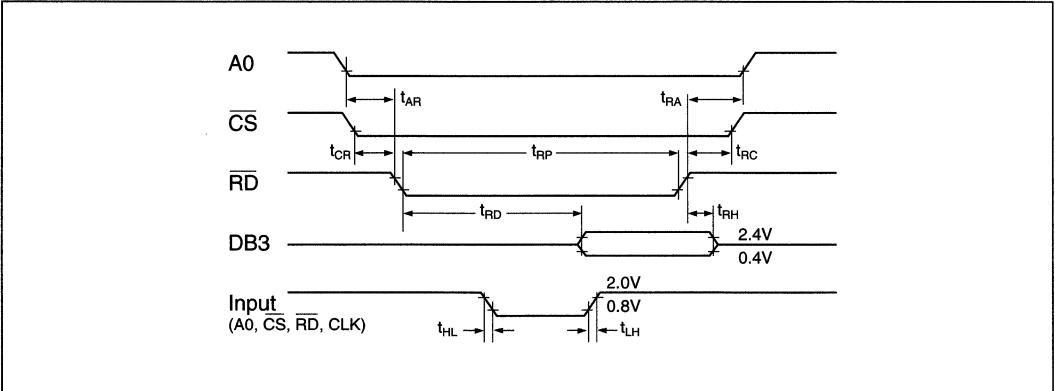 A0
tAR
tRA
CS
tCR
tRP
tRC
RD
tRD
tRH
DB3
2.4V
0.4V
2.0V
Input
0.8V
(A0, CS, RD, CLK)
tHL
tLH